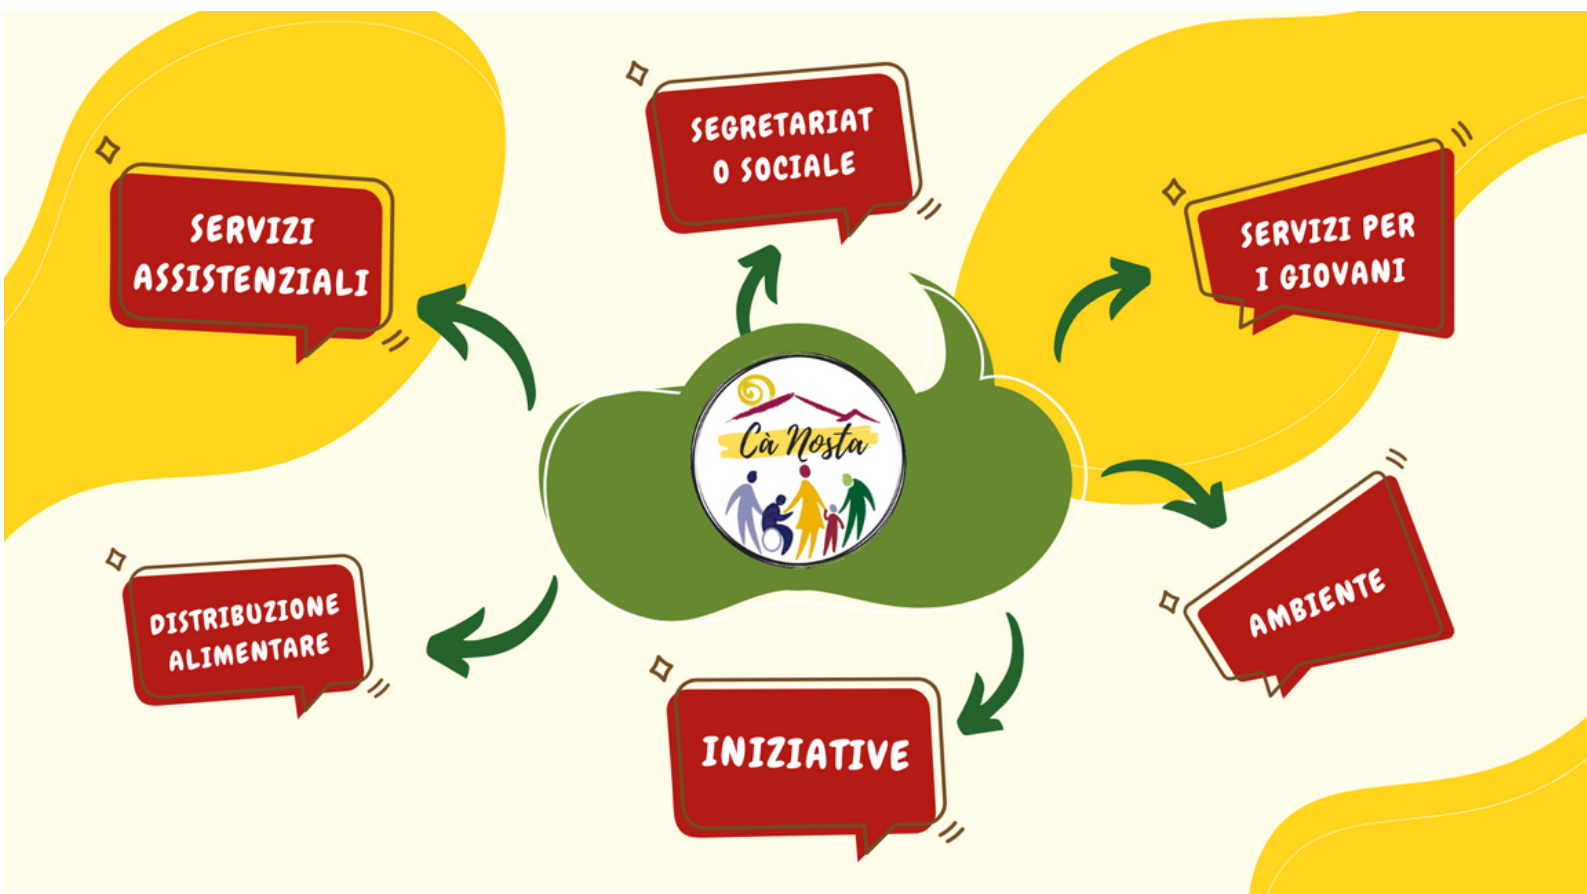 SEGRETARIAT
O SOCIALE
SERVIZI
ASSISTENZIALI
SERVIZI PER
I GIOVANI
Cà Nosta
DISTRIBUZIONE
ALIMENTARE
AMBIENTE
INIZIATIVE